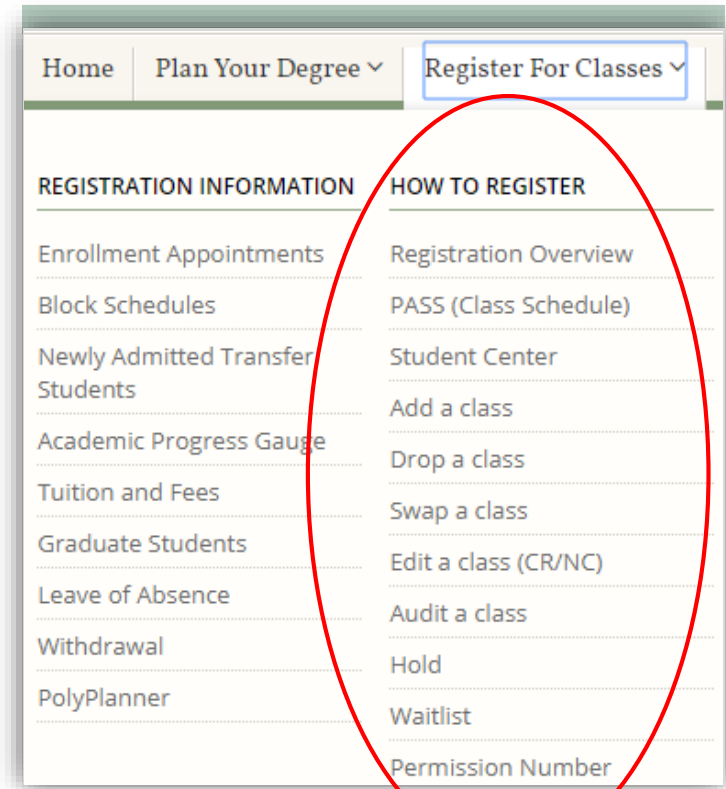 Home Plan Your Degree Register For Classes
REGISTRATION INFORMATION
Enrollment Appointments
Block Schedules
Newly Admitted Transfer
Students
Academic Progress Gauge
Tuition and Fees
Graduate Students
Leave of Absence
Withdrawal
PolyPlanner
HOW TO REGISTER
Registration Overview
PASS (Class Schedule)
Student Center
Add a class
Drop a class
Swap a class
Edit a class (CR/NC)
Audit a class
Hold
Waitlist
Permission Number